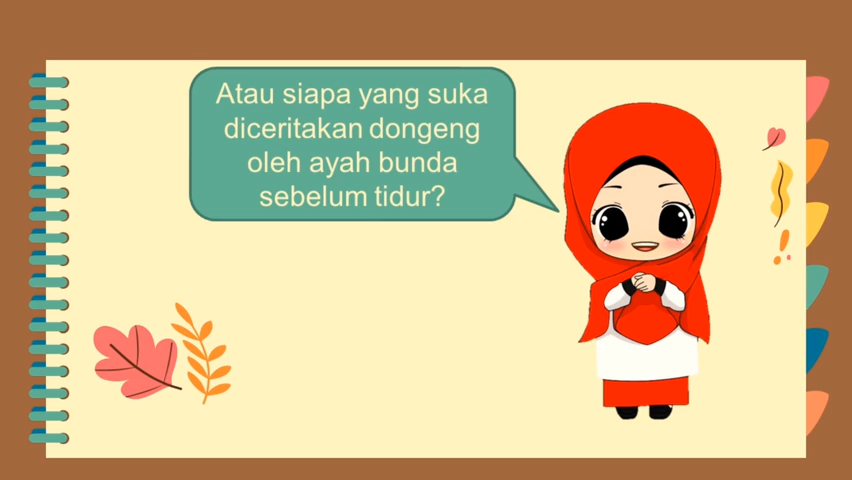 Atau siapa yang suka
diceritakan dongeng
oleh ayah bunda
sebelum tidur?